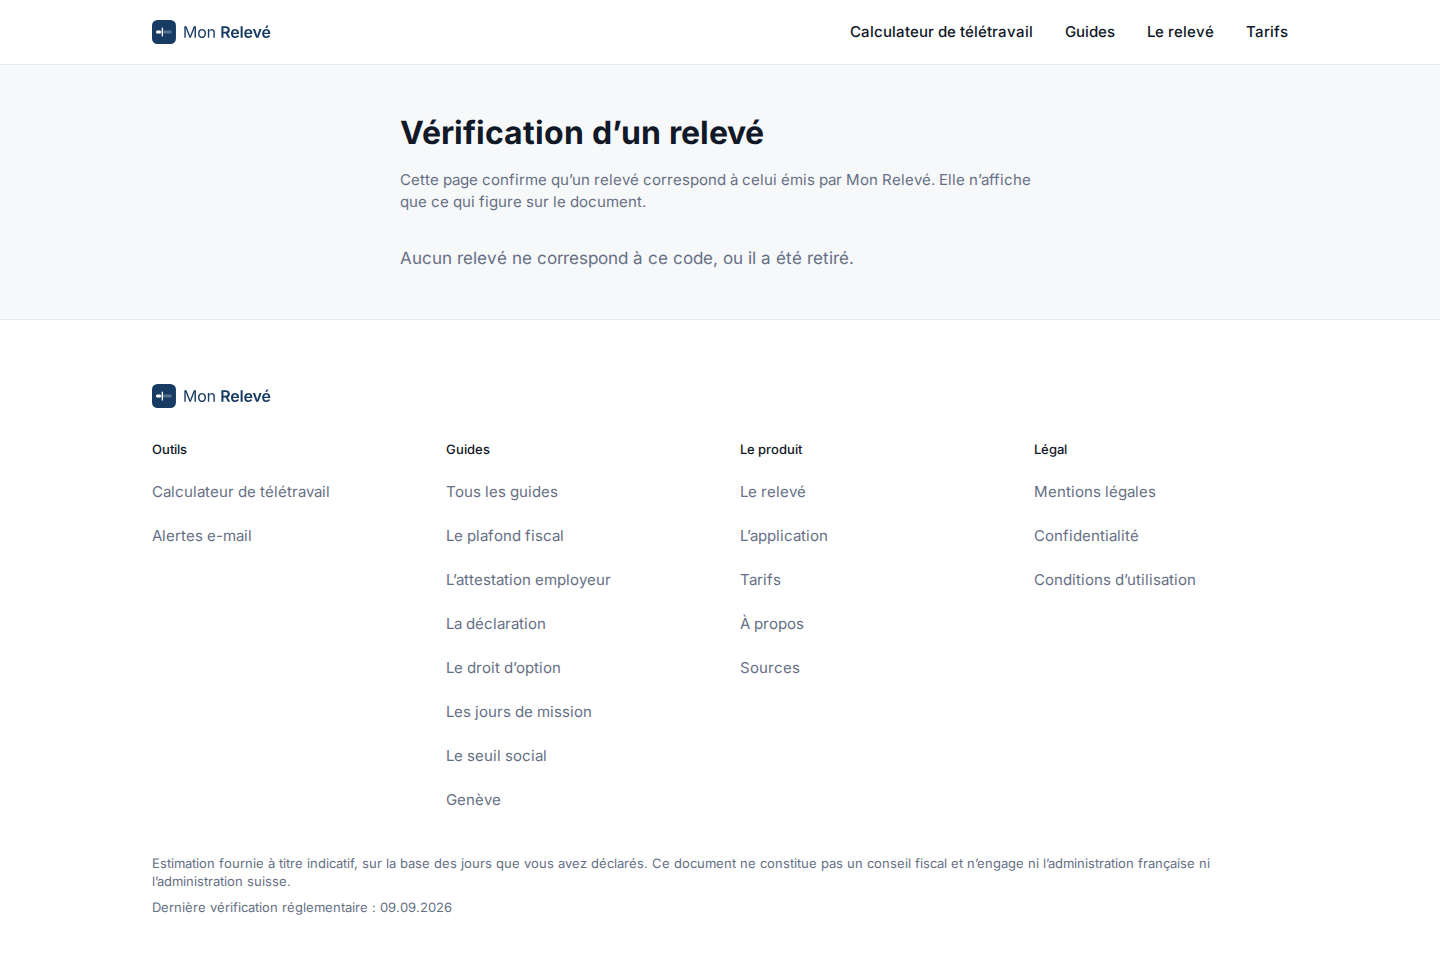 Mon Relevé
Calculateur de télétravail
Guides
Le relevé
Tarifs
Vérification d’un relevé
Cette page confirme qu’un relevé correspond à celui émis par Mon Relevé. Elle n’affiche
que ce qui figure sur le document.
Aucun relevé ne correspond à ce code, ou il a été retiré.
Mon Relevé
Outils
Calculateur de télétravail
Alertes e-mail
Guides
Tous les guides
Le plafond fiscal
L’attestation employeur
La déclaration
Le droit d’option
Les jours de mission
Le seuil social
Genève
Le produit
Le relevé
L’application
Tarifs
À propos
Sources
Légal
Mentions légales
Confidentialité
Conditions d’utilisation
Estimation fournie à titre indicatif, sur la base des jours que vous avez déclarés. Ce document ne constitue pas un conseil fiscal et n’engage ni l’administration française ni
l’administration suisse.
Dernière vérification réglementaire : 09.09.2026